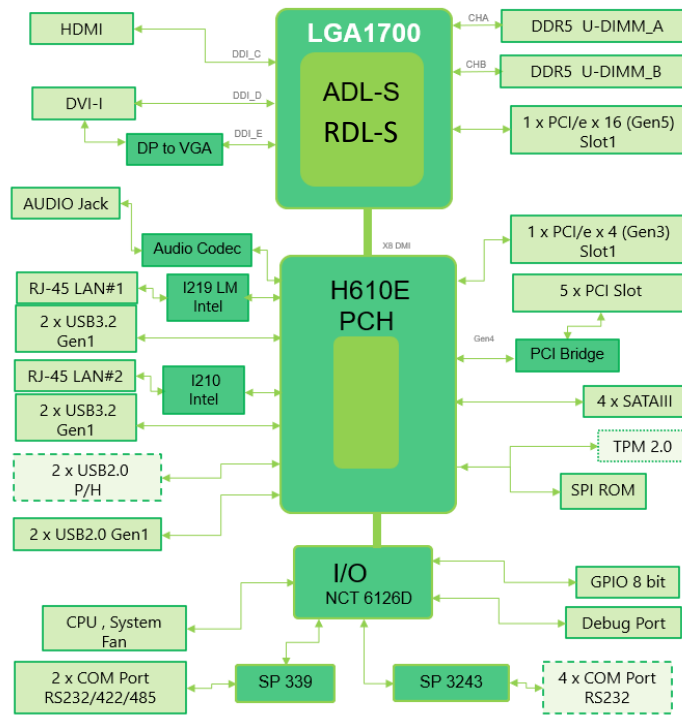 HDMI
DDI_C
LGA1700
CHA
DDR5 U-DIMM_A
CHB
DDR5 U-DIMM_B
ADL-S
RDL-S
DVI-I
DDI_D
DDI_E
DP to VGA
1 x PCI/e x 16 (Gen5)
Slot1
AUDIO Jack
Audio Codec
X8 DMI
1 x PCI/e x 4 (Gen3)
Slot1
RJ-45 LAN#1
I219 LM
Intel
H610E
PCH
5 x PCI Slot
2 x USB3.2
Gen1
Gen4
PCI Bridge
RJ-45 LAN#2
I210
Intel
4 x SATAIII
2 x USB3.2
Gen1
TPM 2.0
2 x USB2.0
P/H
SPI ROM
2 x USB2.0 Gen1
I/O
NCT 6126D
GPIO 8 bit
CPU , System
Fan
Debug Port
2 x COM Port
RS232/422/485
SP 339
SP 3243
4 x COM Port
RS232